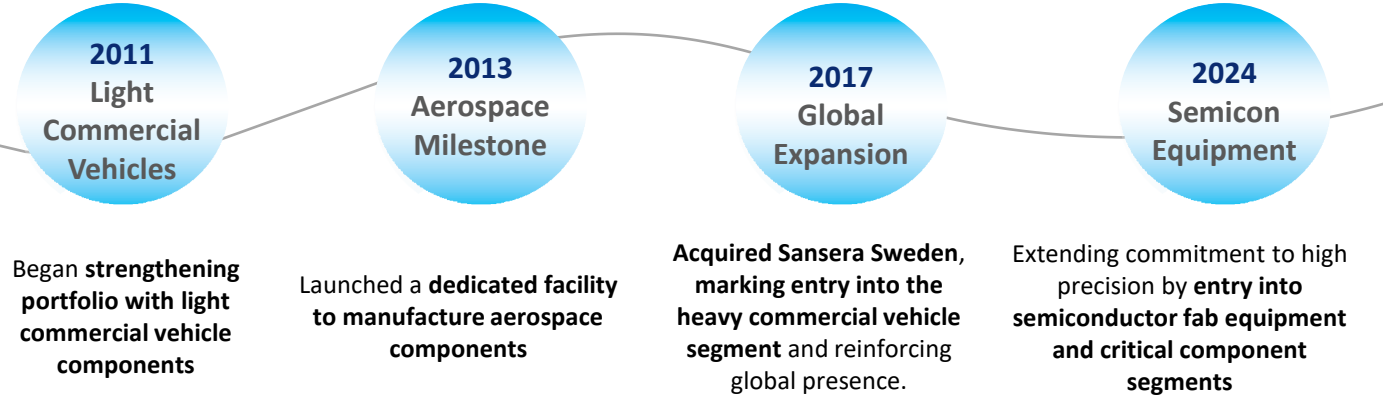 2011
Light
Commercial
Vehicles
Began strengthening
portfolio with light
commercial vehicle
components
2013
Aerospace
Milestone
Launched a dedicated facility
to manufacture aerospace
components
2017
Global
Expansion
Acquired Sansera Sweden,
marking entry into the
heavy commercial vehicle
segment and reinforcing
global presence.
2024
Semicon
Equipment
Extending commitment to high
precision by entry into
semiconductor fab equipment
and critical component
segments